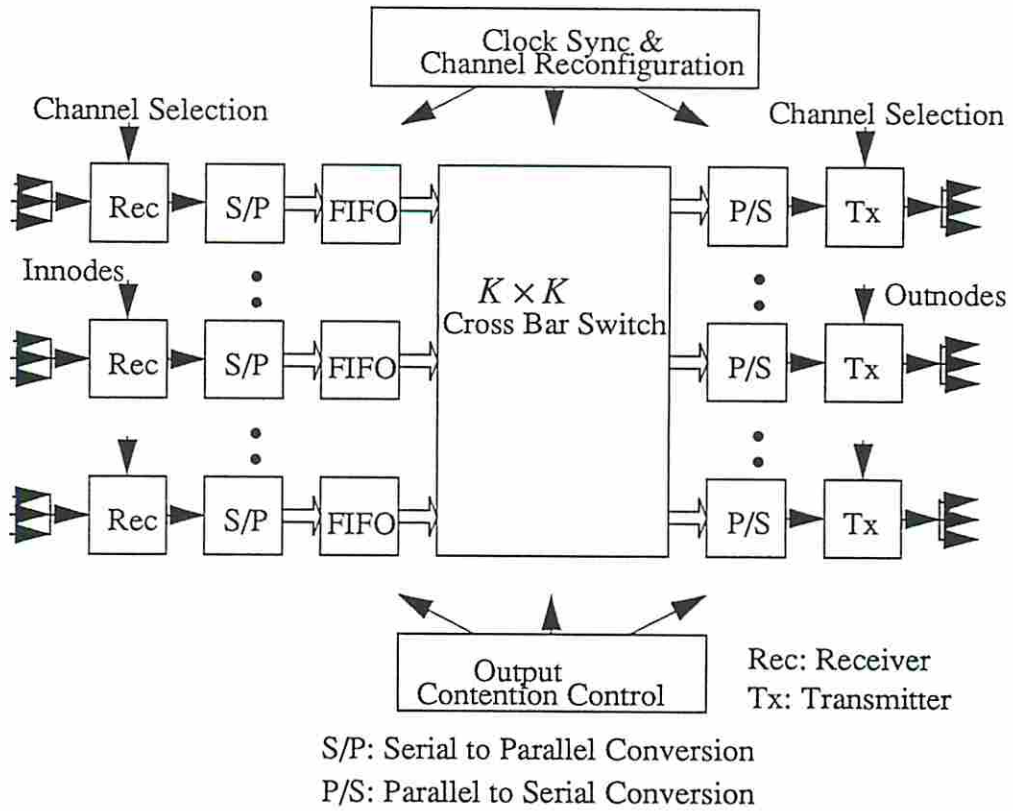 Clock Sync &
Channel Reconfiguration
Channel Selection
Channel Selection
Rec
S/P
FIFO
P/S
Tx
Innodes
K × K
Cross Bar Switch
Outnodes
Rec
S/P
FIFO
P/S
Tx
Rec
S/P
FIFO
P/S
Tx
Output
Contention Control
Rec: Receiver
Tx: Transmitter
S/P: Serial to Parallel Conversion
P/S: Parallel to Serial Conversion